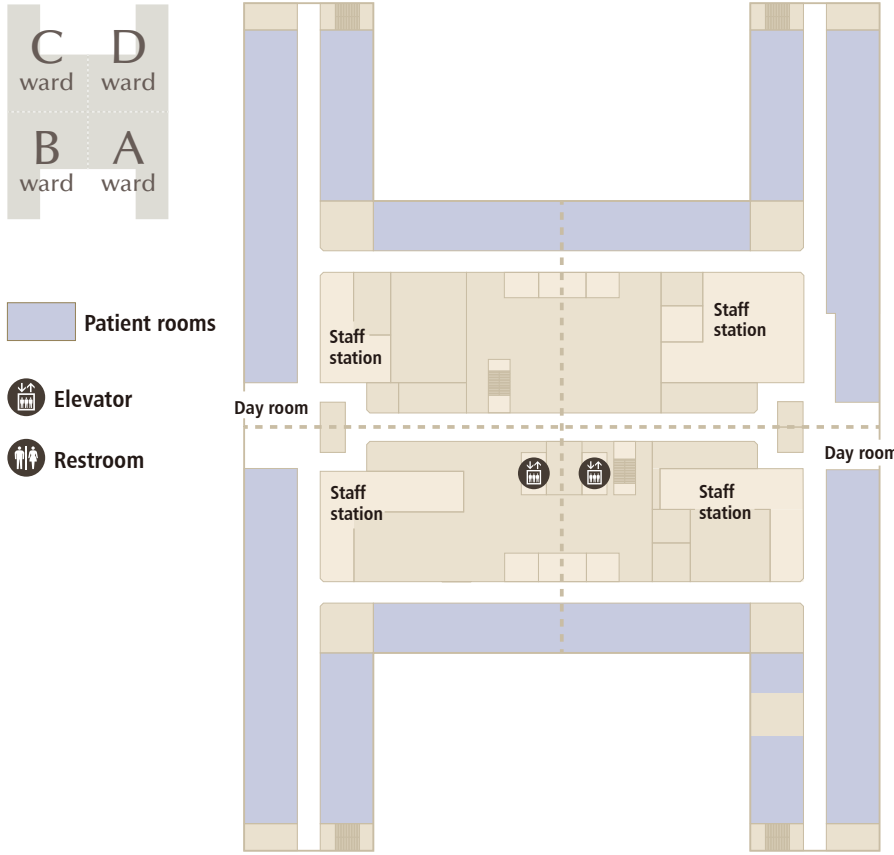 C
ward
D
ward
B
ward
A
ward
Patient rooms
Elevator
Restroom
Staff
station
Staff
station
Day room
Day room
Staff
station
Staff
station